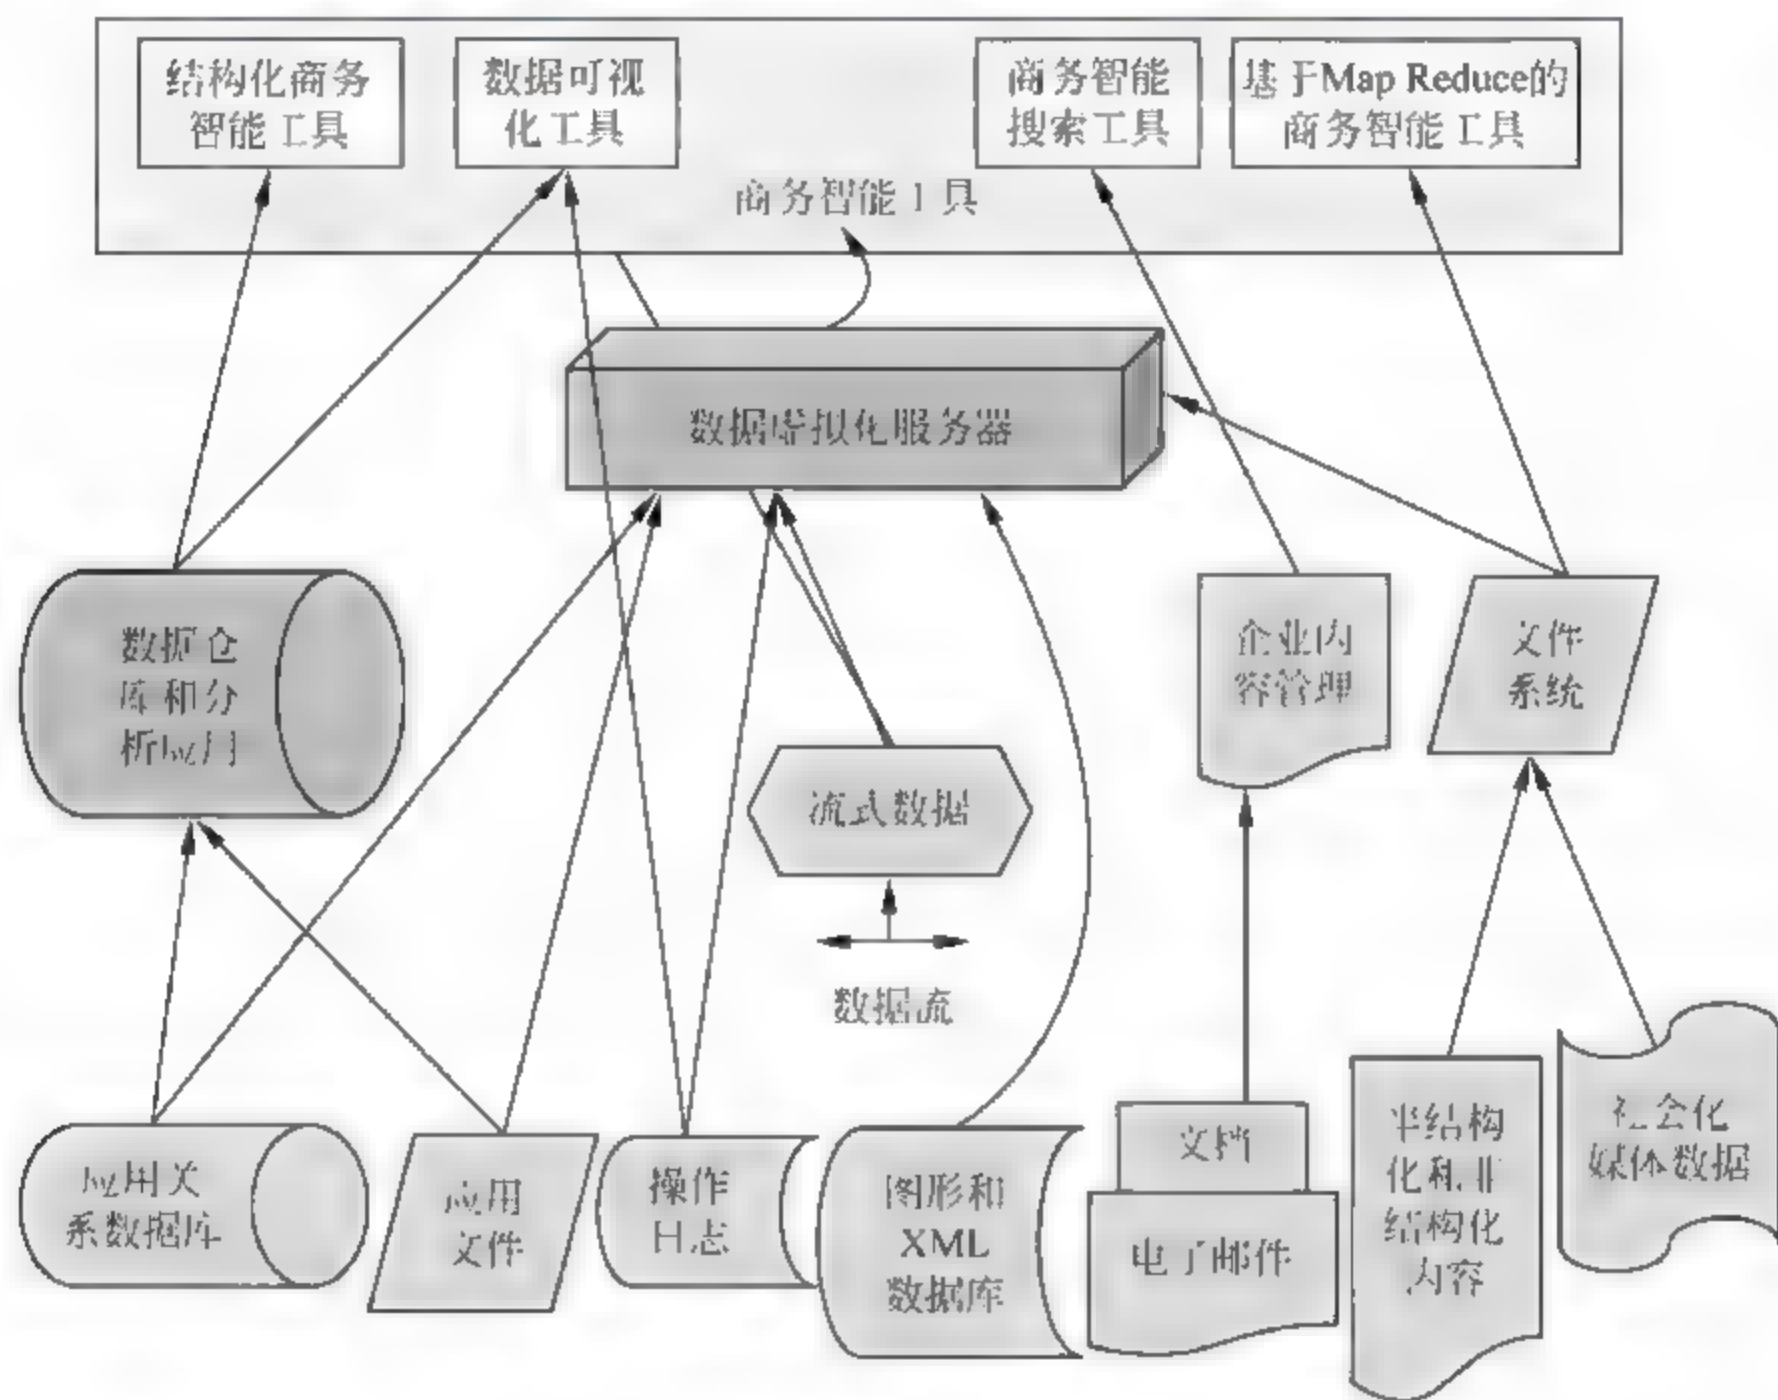 结构化商务
智能工具
数据可视
化工具
商务智能
搜索工具
基于Map Reduce的
商务智能工具
商务智能工具
数据虚拟化服务器
数据仓
库和分
析应用
企业内
容管理
文件
系统
流式数据
数据流
应用关
系数据库
应用
文件
操作
日志
图形和
XML
数据库
文档
电子邮件
半结构
化和非
结构化
内容
社会化
媒体数据